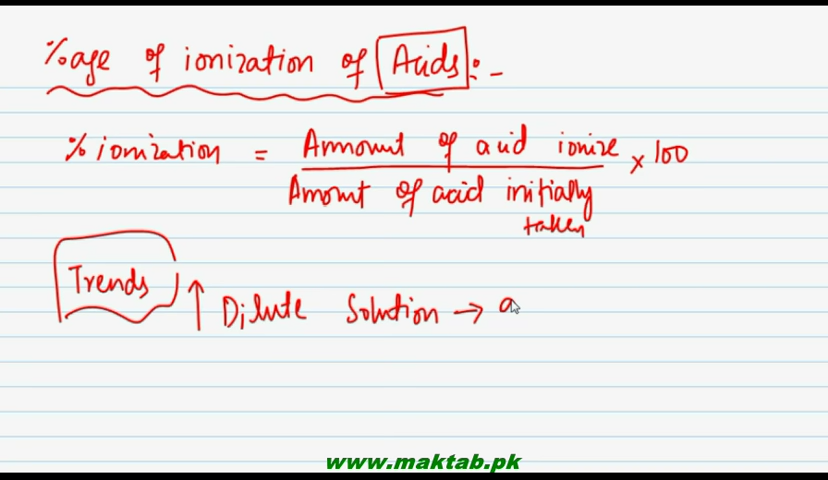 %age of ionization of Acids:-
% ionization = Ammount of acid ionize × 100
Amount of acid initially
taken
Trends
↑ Dilute Solution → a
www.maktab.pk